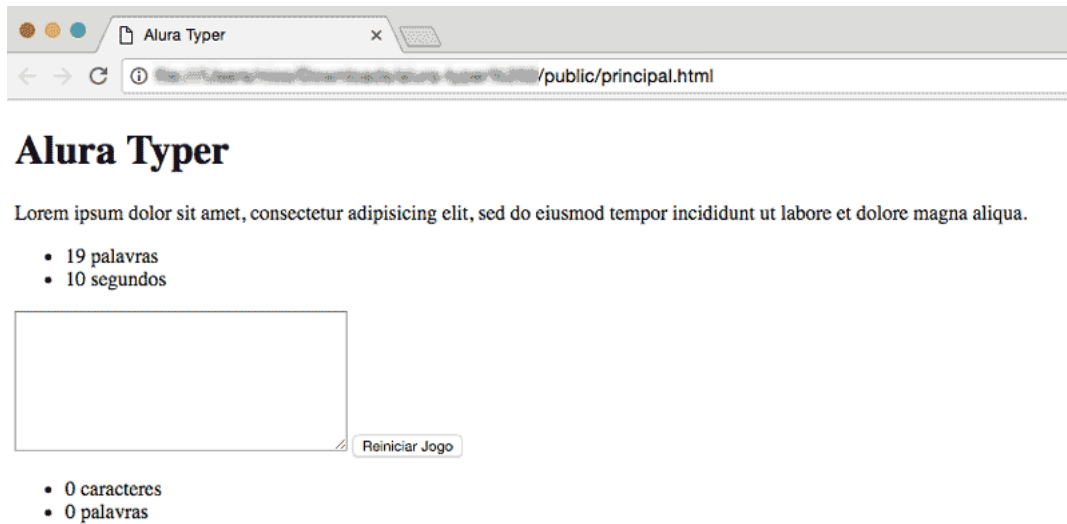 Alura Typer
/public/principal.html
Alura Typer
Lorem ipsum dolor sit amet, consectetur adipisicing elit, sed do eiusmod tempor incididunt ut labore et dolore magna aliqua.
• 19 palavras
• 10 segundos
Reiniciar Jogo
• 0 caracteres
• 0 palavras